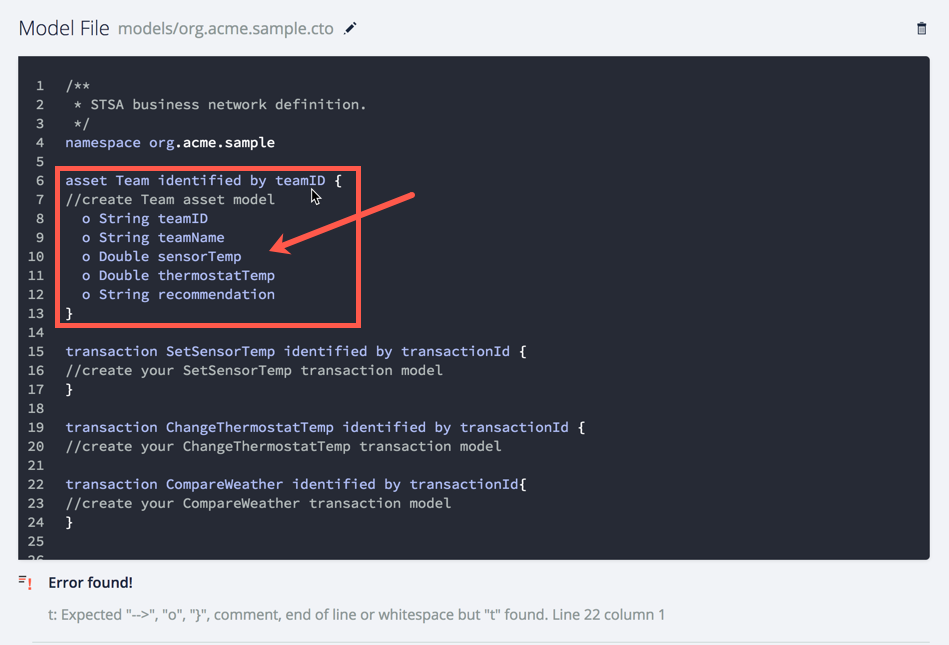 Model File models/org.acme.sample.cto
1 /**
2 * STSA business network definition.
3 */
4 namespace org.acme.sample
5
6 asset Team identified by teamID {
7 //create Team asset model
8 o String teamID
9 o String teamName
10 o Double sensorTemp
11 o Double thermostatTemp
12 o String recommendation
13 }
14
15 transaction SetSensorTemp identified by transactionId {
16 //create your SetSensorTemp transaction model
17 }
18
19 transaction ChangeThermostatTemp identified by transactionId {
20 //create your ChangeThermostatTemp transaction model
21
22 transaction CompareWeather identified by transactionId{
23 //create your CompareWeather transaction model
24 }
25
26
Error found!
t: Expected "-->", "o", "}", comment, end of line or whitespace but "t" found. Line 22 column 1